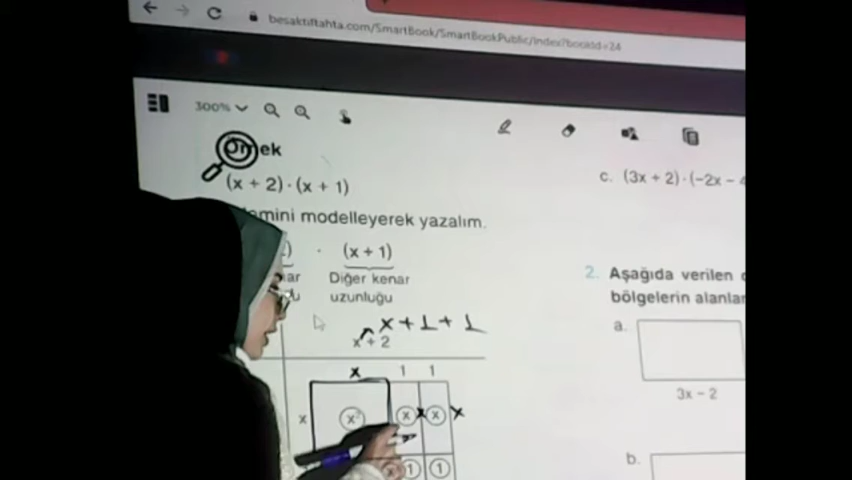 besaktiftahta.com/SmartBook/SmartBookPublic/Index?bookId=24
300%
Örnek
(x + 2) · (x + 1)
modelleyerek yazalım.
· (x + 1)
Diğer kenar
uzunluğu
x + 1 + 1
x + 2
x 1 1
x x² x x x x
1 1
c. (3x + 2) · (-2x - 4
2. Aşağıda verilen
bölgelerin alanlar
a.
3x - 2
b.